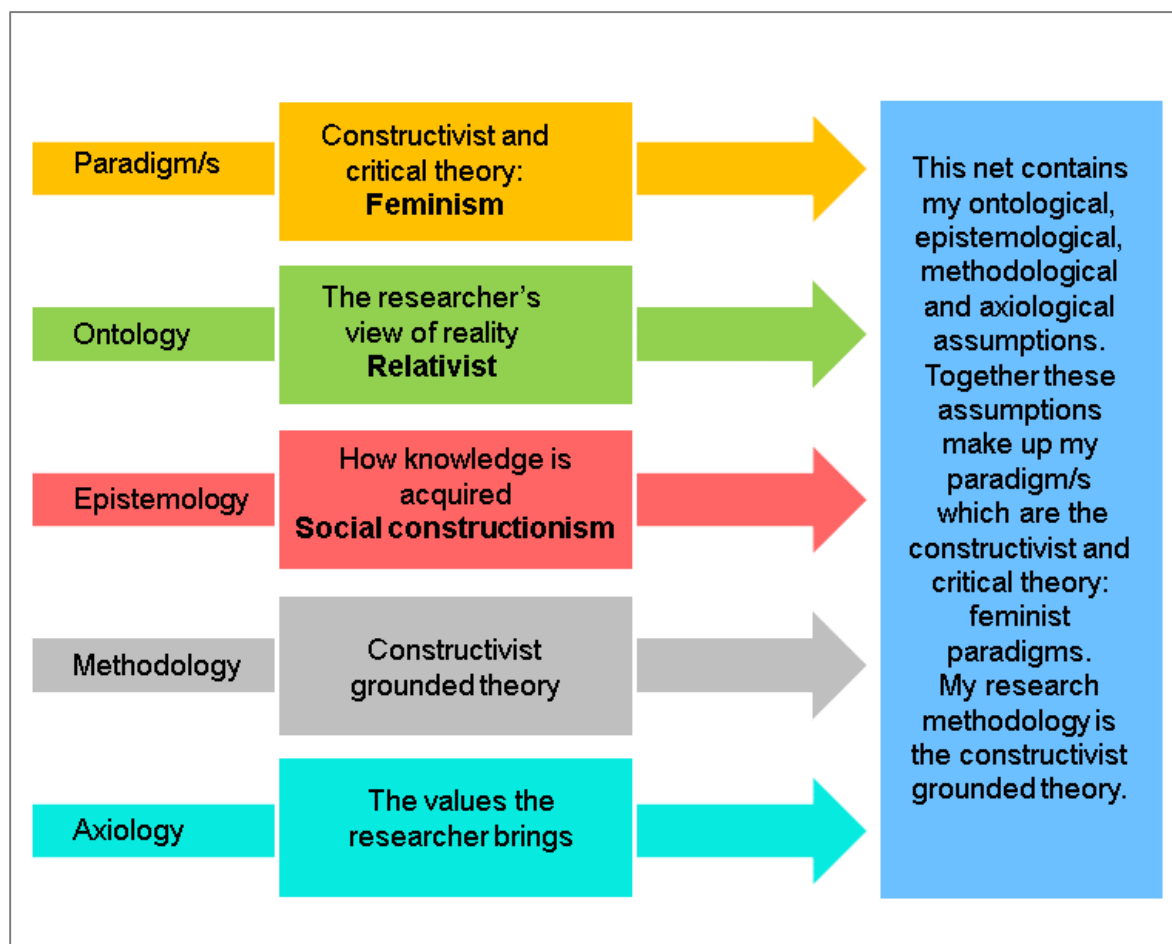 Paradigm/s
Constructivist and
critical theory:
Feminism
Ontology
The researcher's
view of reality
Relativist
Epistemology
How knowledge is
acquired
Social constructionism
Methodology
Constructivist
grounded theory
Axiology
The values the
researcher brings
This net contains
my ontological,
epistemological,
methodological
and axiological
assumptions.
Together these
assumptions
make up my
paradigm/s
which are the
constructivist and
critical theory:
feminist
paradigms.
My research
methodology is
the constructivist
grounded theory.